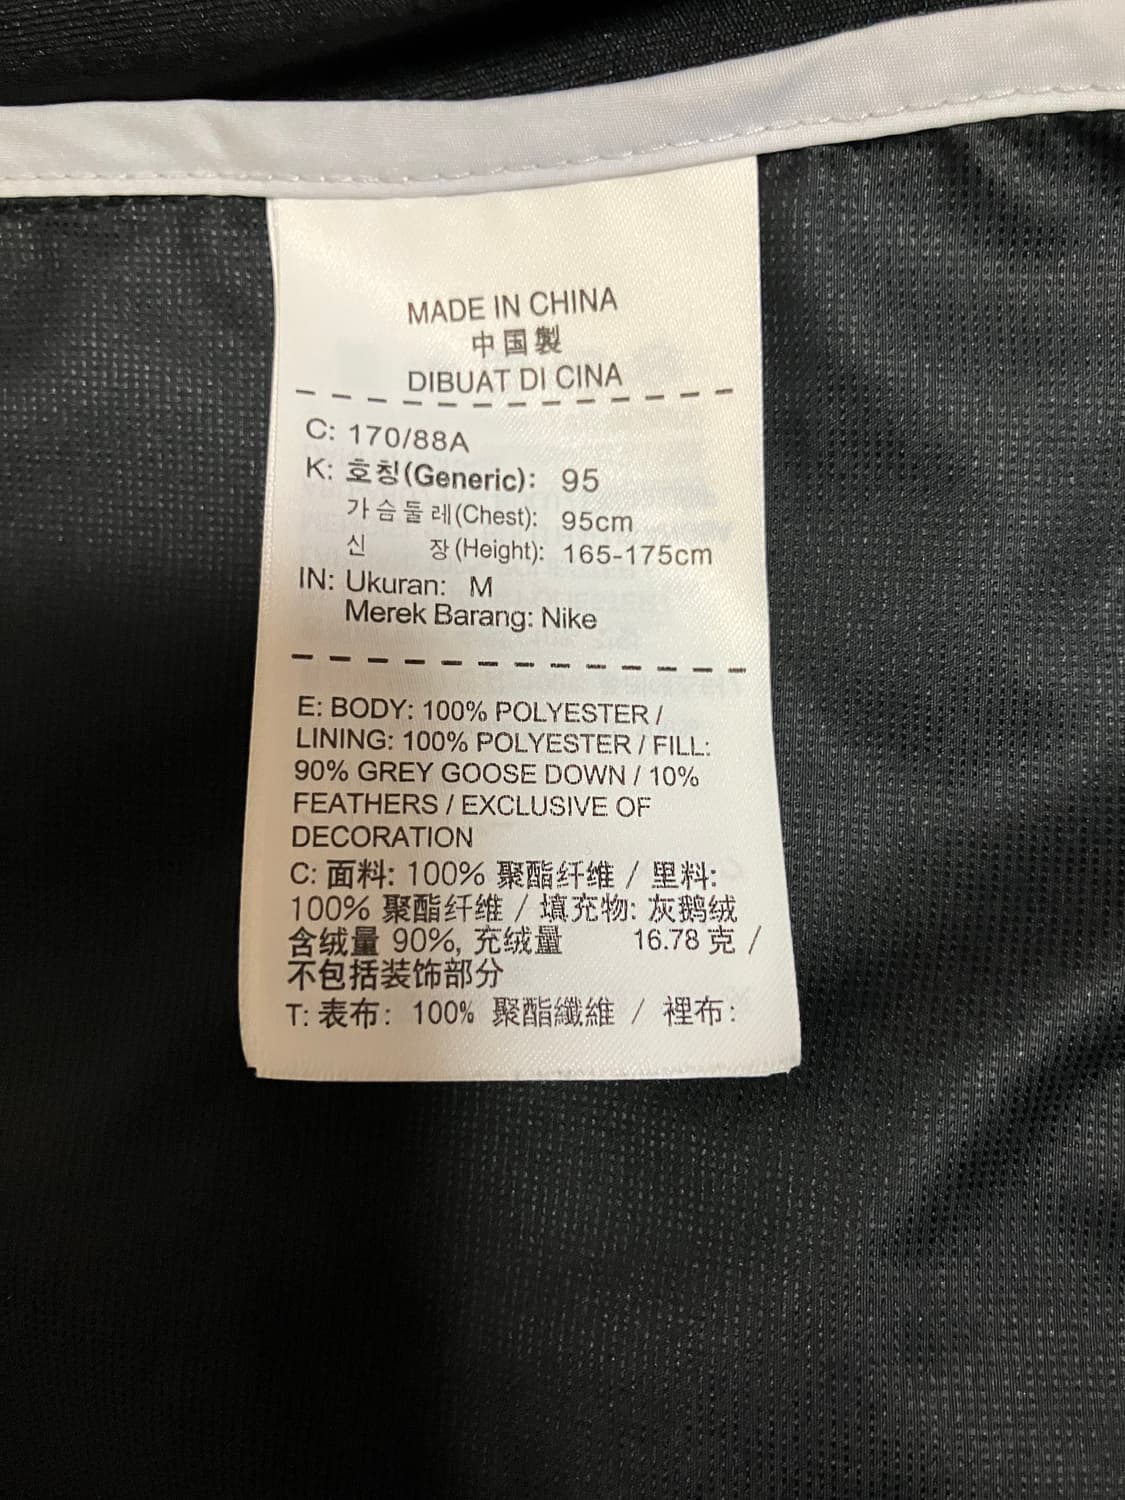 MADE IN CHINA
中国製
DIBUAT DI CINA
C: 170/88A
K: 호칭(Generic): 95
가슴둘레(Chest): 95cm
신 장(Height): 165-175cm
IN: Ukuran: M
Merek Barang: Nike
E: BODY: 100% POLYESTER /
LINING: 100% POLYESTER / FILL:
90% GREY GOOSE DOWN / 10%
FEATHERS / EXCLUSIVE OF
DECORATION
C: 面料: 100% 聚酯纤维 / 里料:
100% 聚酯纤维 / 填充物: 灰鹅绒
含绒量 90%, 充绒量 16.78 克 /
不包括装饰部分
T: 表布: 100% 聚酯纖維 / 裡布: